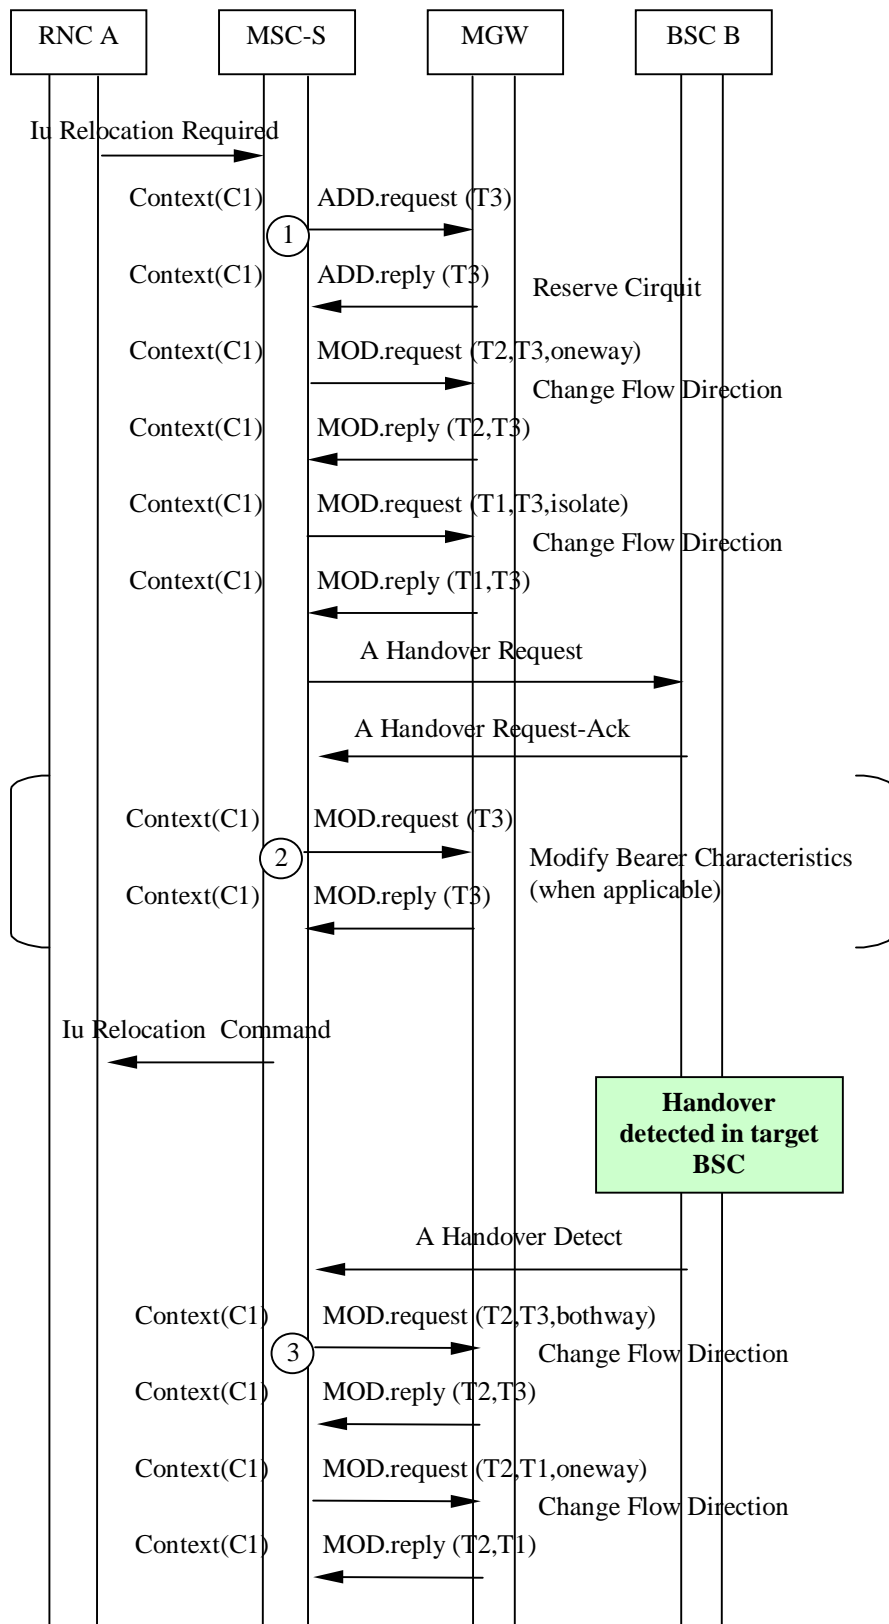 RNC A
MSC-S
MGW
BSC B
Iu Relocation Required
Context(C1)
ADD.request (T3)
1
Context(C1)
ADD.reply (T3)
Reserve Cirquit
Context(C1)
MOD.request (T2,T3,oneway)
Change Flow Direction
Context(C1)
MOD.reply (T2,T3)
Context(C1)
MOD.request (T1,T3,isolate)
Change Flow Direction
Context(C1)
MOD.reply (T1,T3)
A Handover Request
A Handover Request-Ack
Context(C1)
MOD.request (T3)
2
Modify Bearer Characteristics
(when applicable)
Context(C1)
MOD.reply (T3)
Iu Relocation Command
Handover
detected in target
BSC
A Handover Detect
Context(C1)
MOD.request (T2,T3,bothway)
3
Change Flow Direction
Context(C1)
MOD.reply (T2,T3)
Context(C1)
MOD.request (T2,T1,oneway)
Change Flow Direction
Context(C1)
MOD.reply (T2,T1)